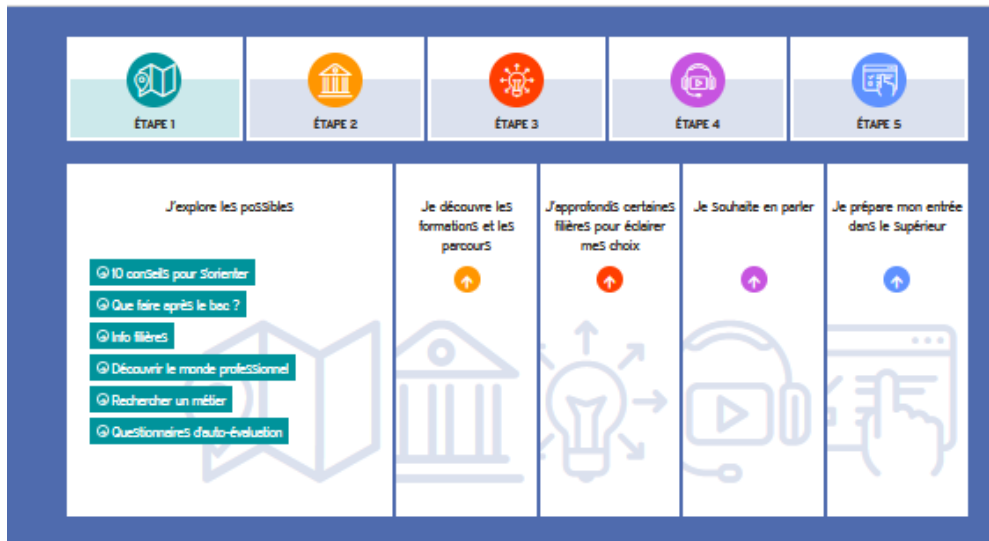 ÉTAPE 1
ÉTAPE 2
ÉTAPE 3
ÉTAPE 4
ÉTAPE 5
J'explore les possibles
10 conseils pour s'orienter
Que faire après le bac ?
Info filières
Découvrir le monde professionnel
Rechercher un métier
Questionnaires d'auto-évaluation
Je découvre les
formations et les
parcours
J'approfondis certaines
filières pour éclairer
mes choix
Je souhaite en parler
Je prépare mon entrée
dans le supérieur